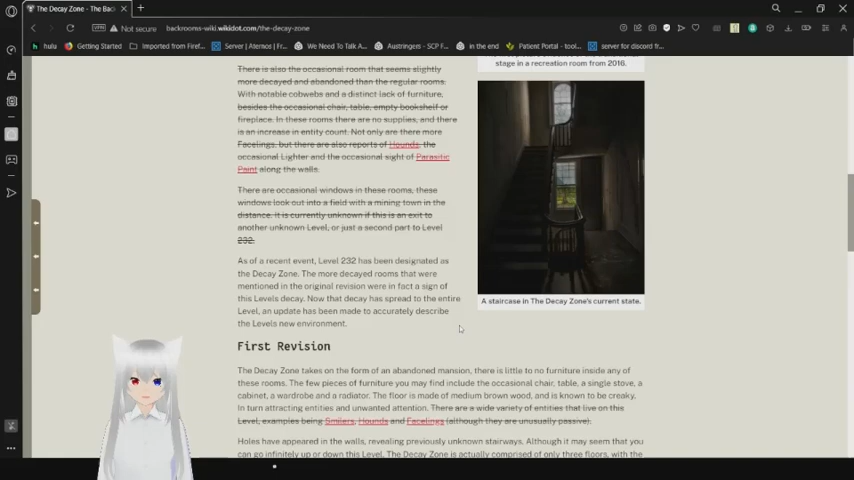 The Decay Zone - The Bac
Not secure
backrooms-wiki.wikidot.com/the-decay-zone
hulu
Getting Started
Imported from Firef...
Server | Aternos | Fr...
We Need To Talk A...
Austringers - SCP F...
in the end
Patient Portal - tool...
server for discord fr...
There is also the occasional room that seems slightly
more decayed and abandoned than the regular rooms.
With notable cobwebs and a distinct lack of furniture,
besides the occasional chair, table, empty bookshelf or
fireplace. In these rooms there are no supplies, and there
is an increase in entity count. Not only are there more
Facelings, but there are also reports of Hounds, the
occasional Lighter and the occasional sight of Parasitic
Paint along the walls.
There are occasional windows in these rooms, these
windows look out into a field with a mining town in the
distance. It is currently unknown if this is an exit to
another unknown Level, or just a second part to Level
232.
As of a recent event, Level 232 has been designated as
the Decay Zone. The more decayed rooms that were
mentioned in the original revision were in fact a sign of
this Levels decay. Now that decay has spread to the entire
Level, an update has been made to accurately describe
the Levels new environment.
stage in a recreation room from 2016.
A staircase in The Decay Zone's current state.
First Revision
The Decay Zone takes on the form of an abandoned mansion, there is little to no furniture inside any of
these rooms. The few pieces of furniture you may find include the occasional chair, table, a single stove, a
cabinet, a wardrobe and a radiator. The floor is made of medium brown wood, and is known to be creaky.
In turn attracting entities and unwanted attention. There are a wide variety of entities that live on this
Level, examples being Smilers, Hounds and Facelings (although they are unusually passive).
Holes have appeared in the walls, revealing previously unknown stairways. Although it may seem that you
can go infinitely up or down this Level. The Decay Zone is actually comprised of only three floors, with the